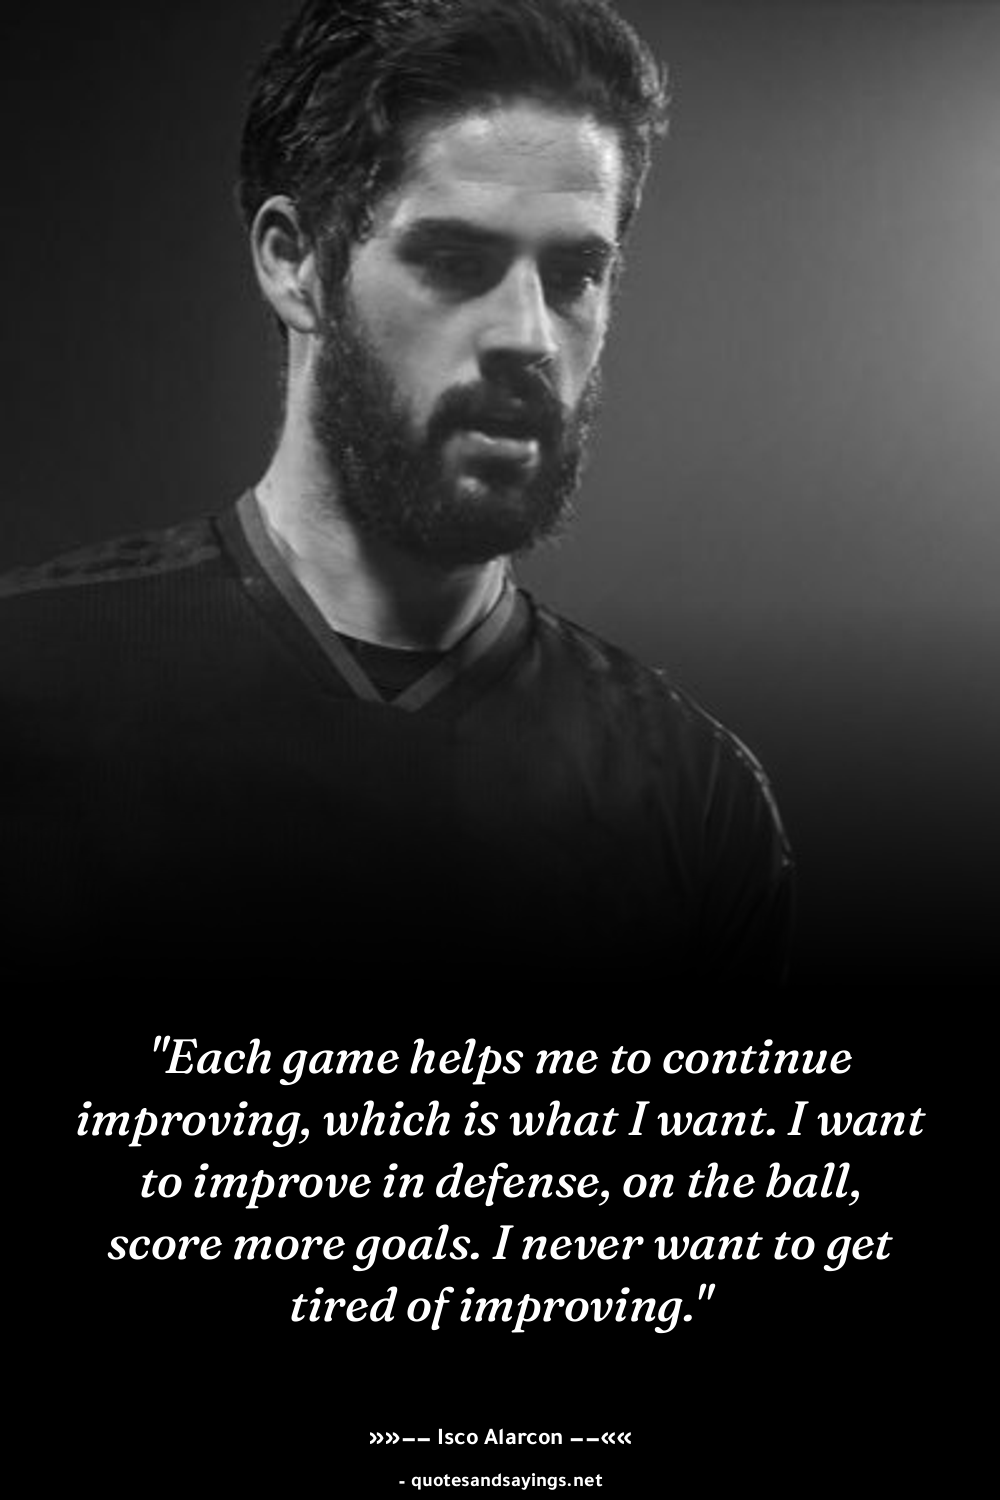 "Each game helps me to continue
improving, which is what I want. I want
to improve in defense, on the ball,
score more goals. I never want to get
tired of improving."
»»−− Isco Alarcon −−««
- quotesandsayings.net